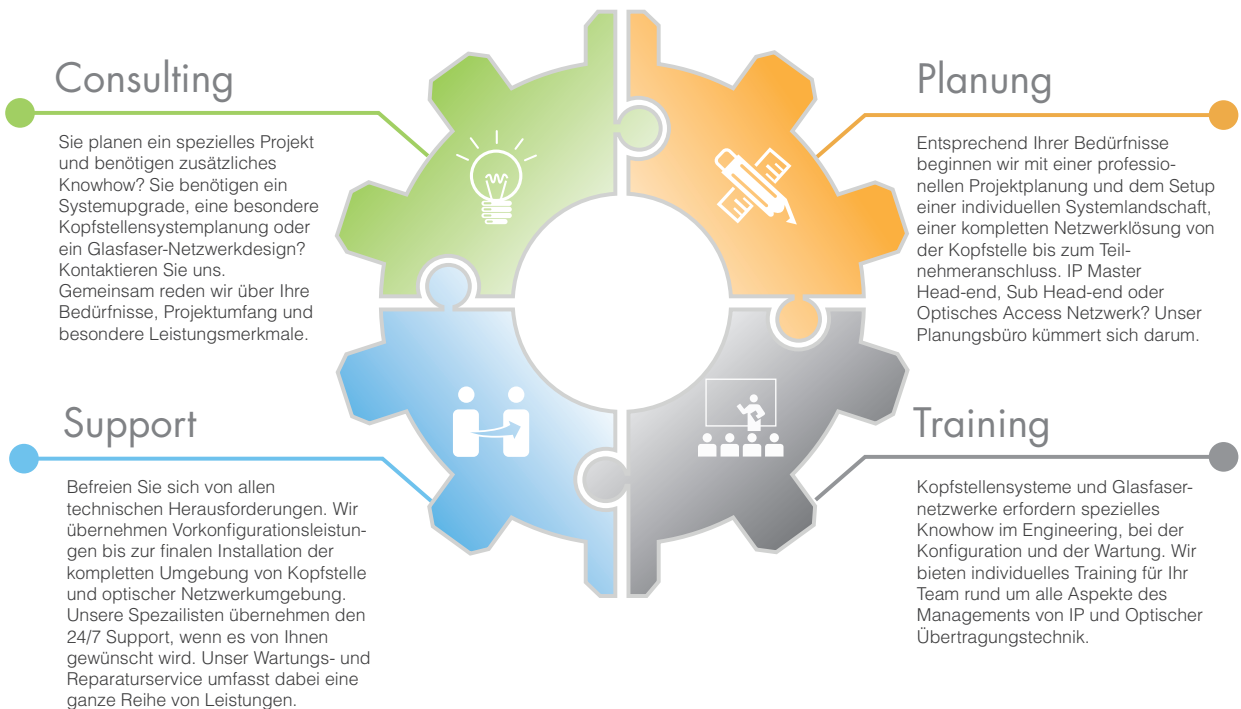 Consulting
Sie planen ein spezielles Projekt
und benötigen zusätzliches
Knowhow? Sie benötigen ein
Systemupgrade, eine besondere
Kopfstellensystemplanung oder
ein Glasfaser-Netzwerkdesign?
Kontaktieren Sie uns.
Gemeinsam reden wir über Ihre
Bedürfnisse, Projektumfang und
besondere Leistungsmerkmale.
Planung
Entsprechend Ihrer Bedürfnisse
beginnen wir mit einer professio-
nellen Projektplanung und dem Setup
einer individuellen Systemlandschaft,
einer kompletten Netzwerklösung von
der Kopfstelle bis zum Teil-
nehmeranschluss. IP Master
Head-end, Sub Head-end oder
Optisches Access Netzwerk? Unser
Planungsbüro kümmert sich darum.
Support
Befreien Sie sich von allen
technischen Herausforderungen. Wir
übernehmen Vorkonfigurationsleistun-
gen bis zur finalen Installation der
kompletten Umgebung von Kopfstelle
und optischer Netzwerkumgebung.
Unsere Spezailisten übernehmen den
24/7 Support, wenn es von Ihnen
gewünscht wird. Unser Wartungs- und
Reparaturservice umfasst dabei eine
ganze Reihe von Leistungen.
Training
Kopfstellensysteme und Glasfaser-
netzwerke erfordern spezielles
Knowhow im Engineering, bei der
Konfiguration und der Wartung. Wir
bieten individuelles Training für Ihr
Team rund um alle Aspekte des
Managements von IP und Optischer
Übertragungstechnik.